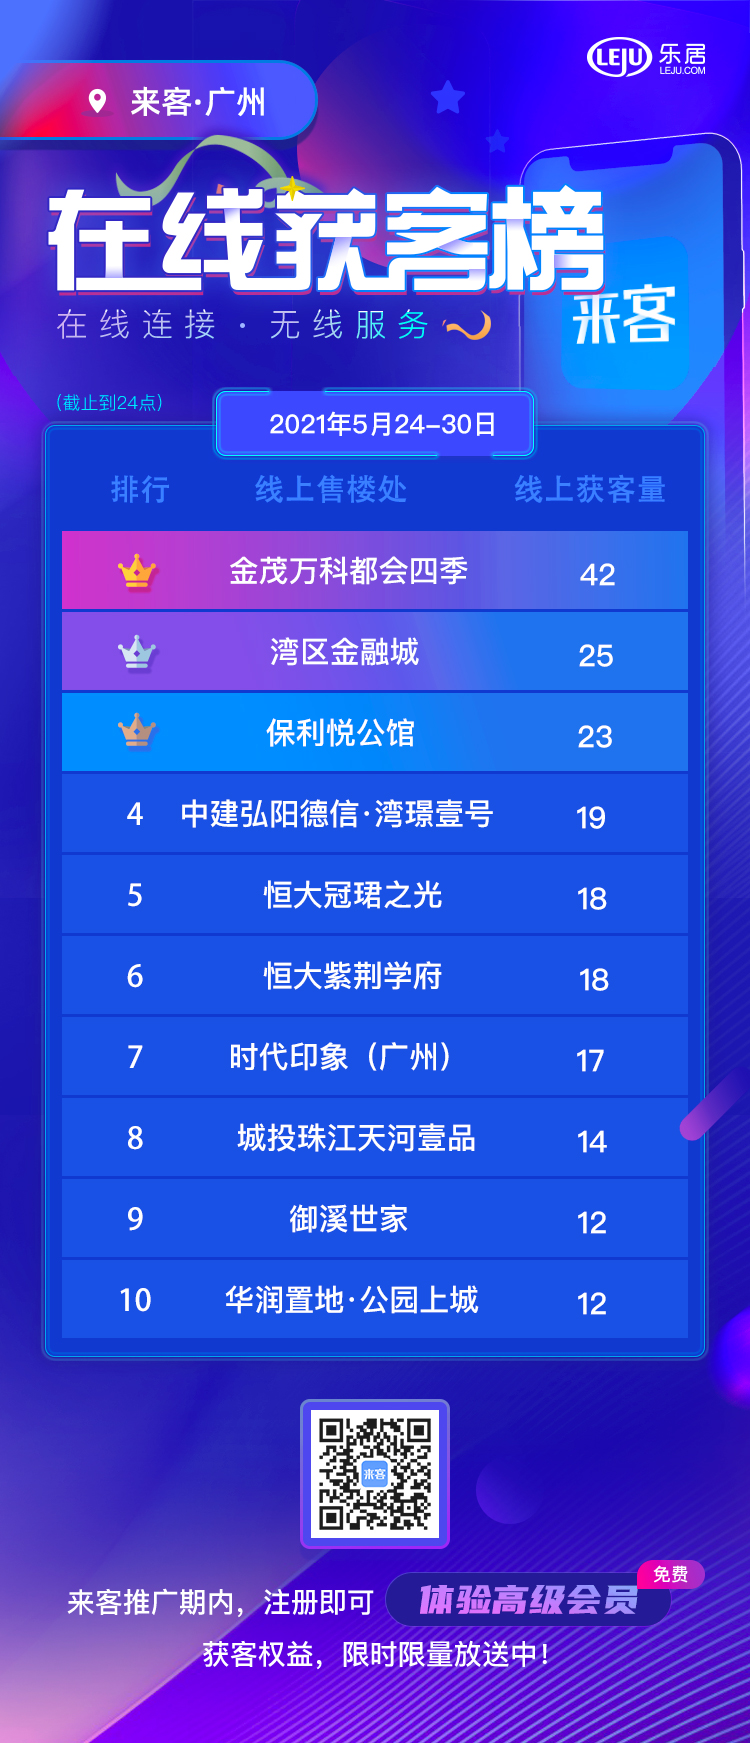 LEJU 乐居
LEJU.COM
来客·广州
在线获客榜
来客
在线连接·无线服务
(截止到24点)
2021年5月24-30日
排行 线上售楼处 线上获客量
金茂万科都会四季 42
湾区金融城 25
保利悦公馆 23
4 中建弘阳德信·湾璟壹号 19
5 恒大冠珺之光 18
6 恒大紫荆学府 18
7 时代印象（广州） 17
8 城投珠江天河壹品 14
9 御溪世家 12
10 华润置地·公园上城 12
来客
免费
来客推广期内，注册即可 体验高级会员
获客权益，限时限量放送中！